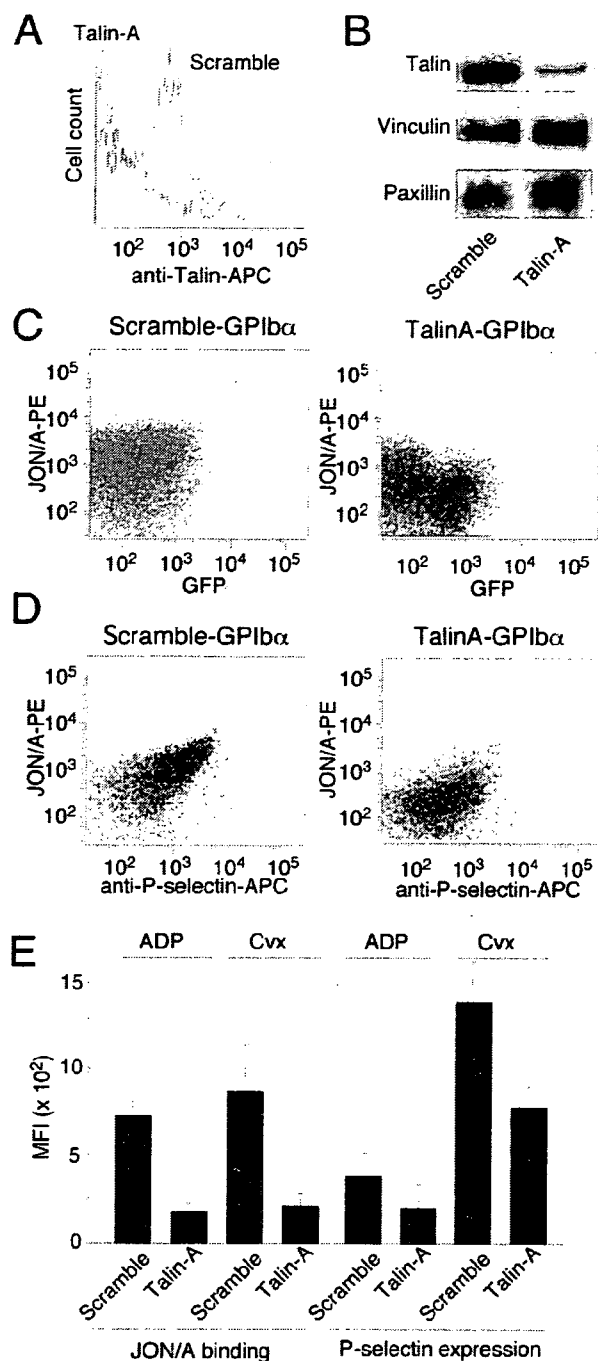 A
Talin-A
Scramble
Cell count
10² 10³ 10⁴ 10⁵
anti-Talin-APC
B
Talin
Vinculin
Paxillin
Scramble
Talin-A
C
Scramble-GPIbα
TalinA-GPIbα
JON/A-PE
10⁵
10⁴
10³
10²
10² 10³ 10⁴ 10⁵
GFP
JON/A-PE
10⁵
10⁴
10³
10²
10² 10³ 10⁴ 10⁵
GFP
D
Scramble-GPIbα
TalinA-GPIbα
JON/A-PE
10⁵
10⁴
10³
10²
10² 10³ 10⁴ 10⁵
anti-P-selectin-APC
JON/A-PE
10⁵
10⁴
10³
10²
10² 10³ 10⁴ 10⁵
anti-P-selectin-APC
E
ADP Cvx ADP Cvx
MFI (x 10²)
15
10
5
0
Scramble Talin-A Scramble Talin-A Scramble Talin-A Scramble Talin-A
JON/A binding P-selectin expression